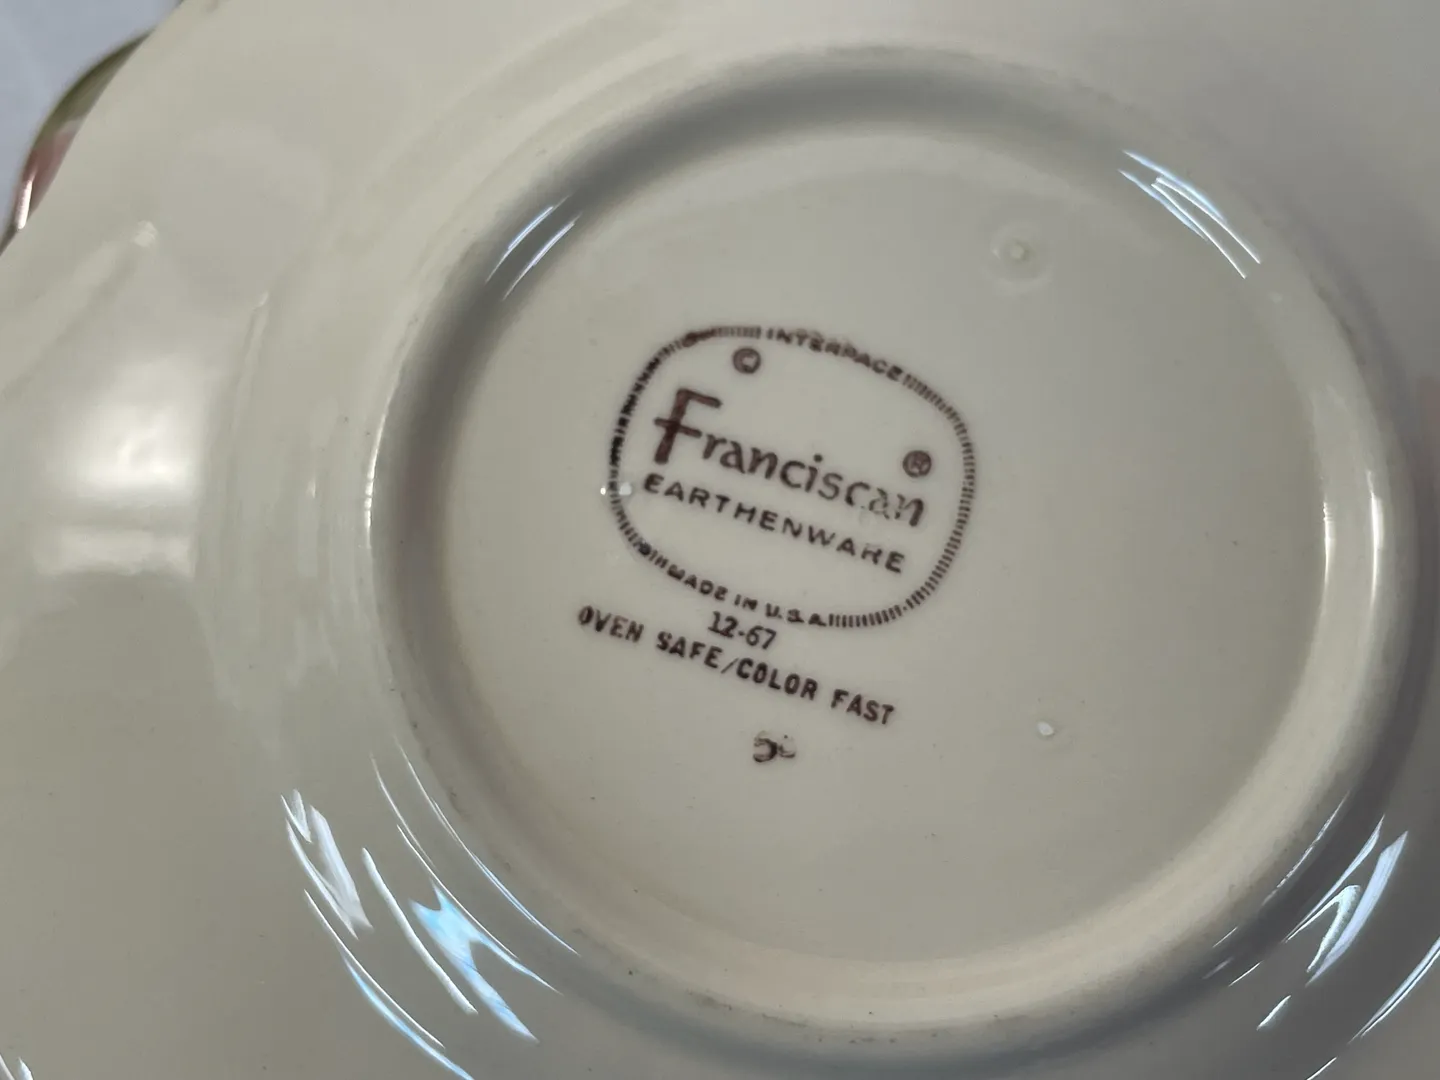 INTERPACE
©
Franciscan ®
EARTHENWARE
MADE IN U.S.A.
12-67
OVEN SAFE/COLOR FAST